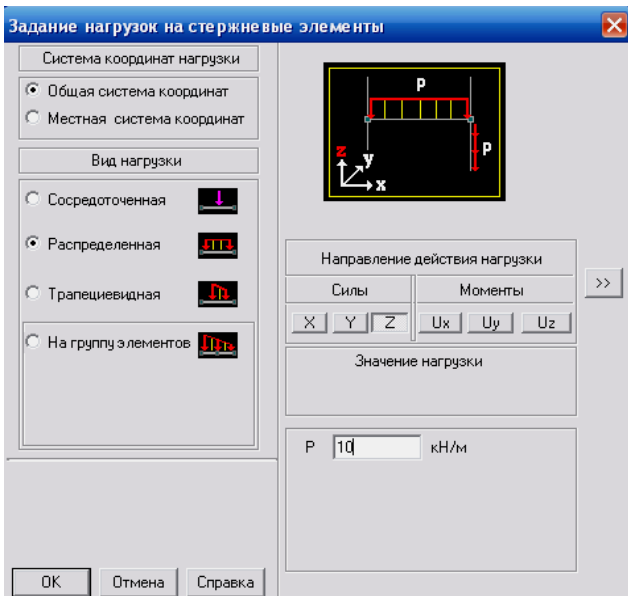 Задание нагрузок на стержневые элементы
Система координат нагрузки
Общая система координат
Местная система координат
Вид нагрузки
Сосредоточенная
Распределенная
Трапециевидная
На группу элементов
P
P
z
y
x
Направление действия нагрузки
Силы
Моменты
X Y Z Ux Uy Uz
>>
Значение нагрузки
P 10 кН/м
OK Отмена Справка